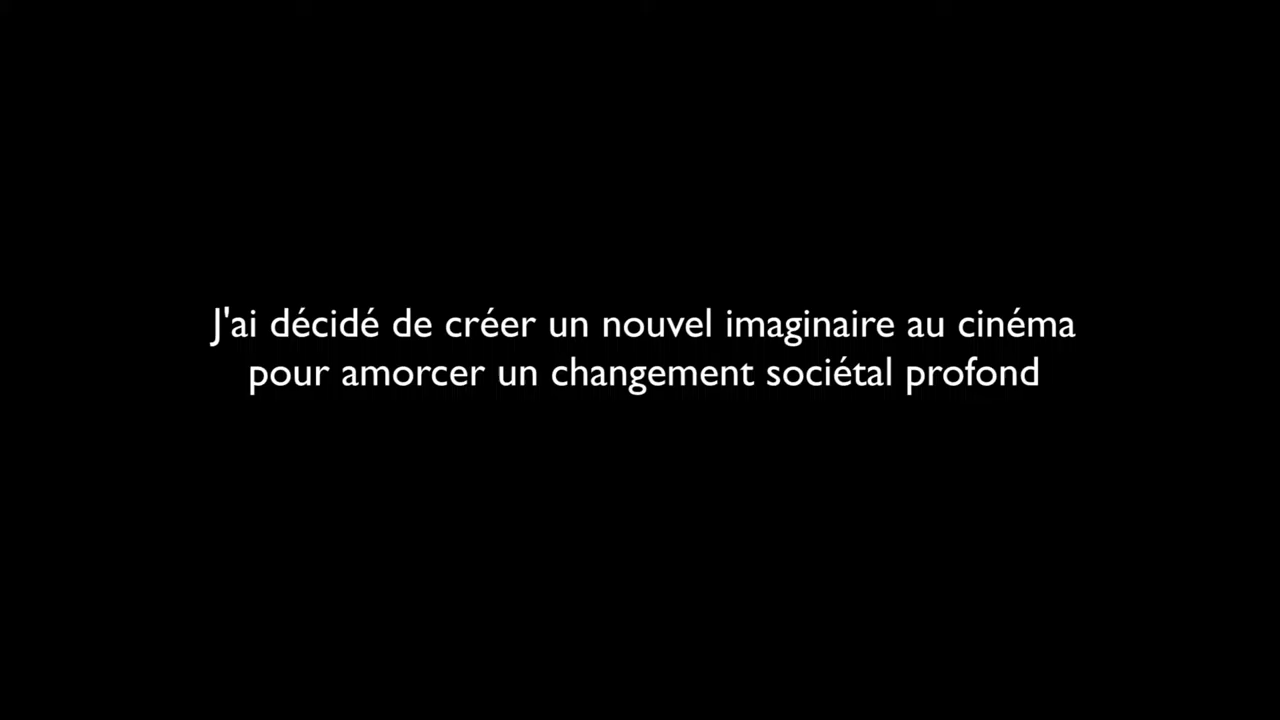 J'ai décidé de créer un nouvel imaginaire au cinéma
pour amorcer un changement sociétal profond